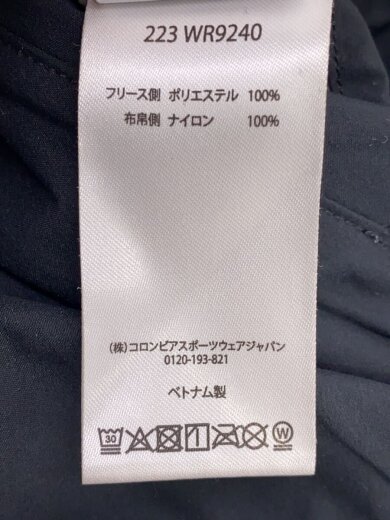 223 WR9240
フリース側 ポリエステル 100%
布帛側 ナイロン 100%
(株)コロンビアスポーツウェアジャパン
0120-193-821
ベトナム製
30 W